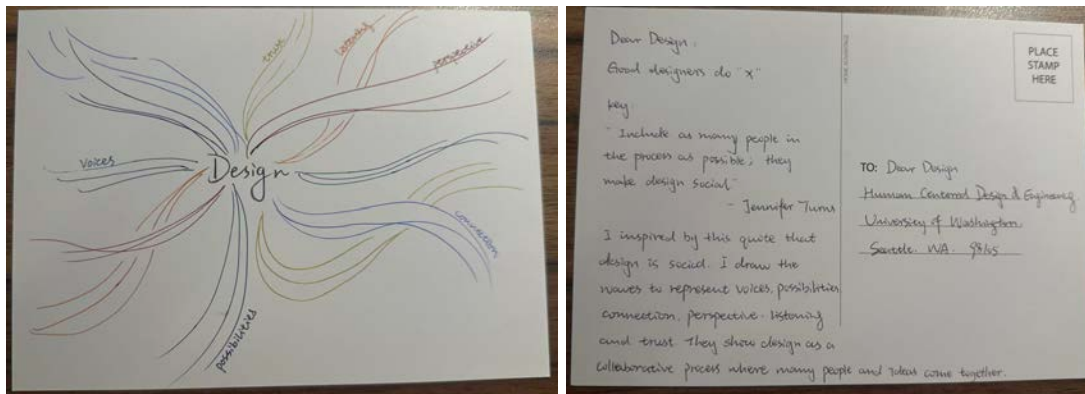 trust
listening
perspective
voices
Design
connection
possibilities
Dear Design,
Good designers do "x"
key
"Include as many people in
the process as possible; they
make design social"
- Jennifer Turns
I inspired by this quite that
design is social. I draw the
waves to represent voices, possibilities
connection, perspective. listening
and trust. They show design as a
collaborative process where many people and ideas come together.
PLACE
STAMP
HERE
TO: Dear Design
Human Centered Design & Engineering
University of Washington
Seattle. WA. 98105